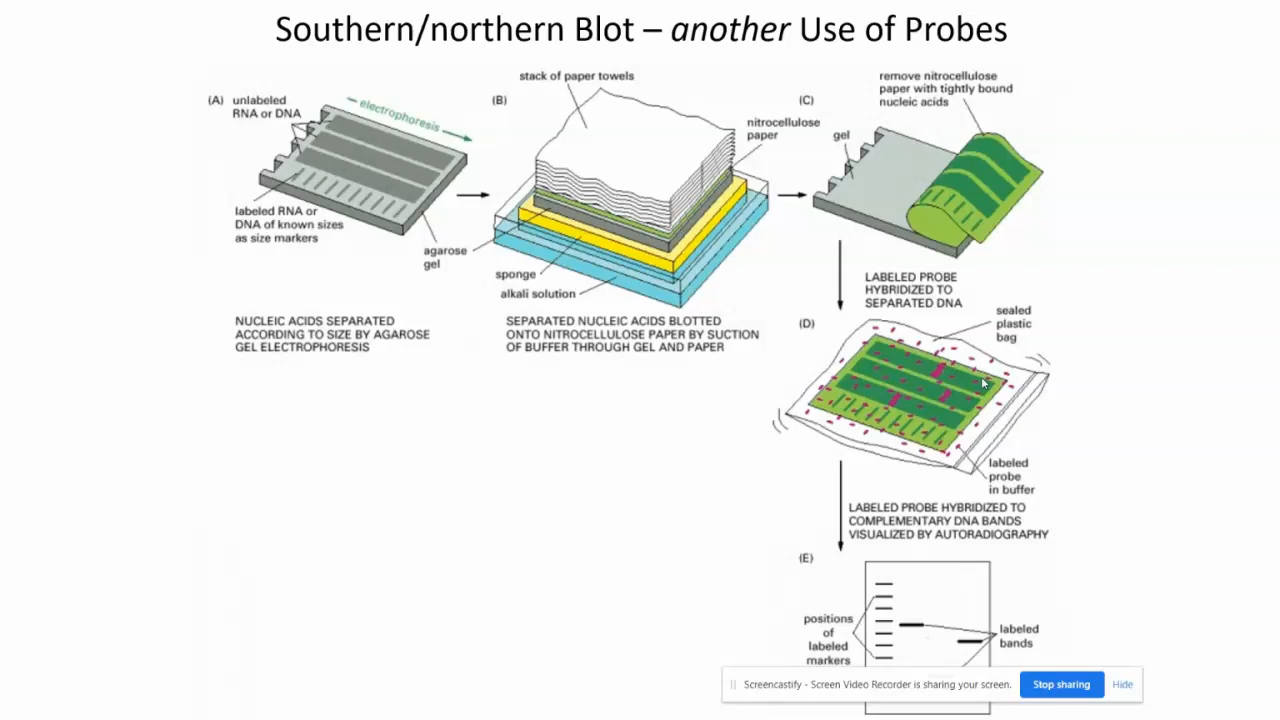 Southern/northern Blot – another Use of Probes
(A) unlabeled
RNA or DNA
electrophoresis
labeled RNA or
DNA of known sizes
as size markers
agarose
gel
NUCLEIC ACIDS SEPARATED
ACCORDING TO SIZE BY AGAROSE
GEL ELECTROPHORESIS
(B)
stack of paper towels
nitrocellulose
paper
sponge
alkali solution
SEPARATED NUCLEIC ACIDS BLOTTED
ONTO NITROCELLULOSE PAPER BY SUCTION
OF BUFFER THROUGH GEL AND PAPER
(C)
remove nitrocellulose
paper with tightly bound
nucleic acids
gel
LABELED PROBE
HYBRIDIZED TO
SEPARATED DNA
(D)
sealed
plastic
bag
labeled
probe
in buffer
LABELED PROBE HYBRIDIZED TO
COMPLEMENTARY DNA BANDS
VISUALIZED BY AUTORADIOGRAPHY
(E)
positions
of
labeled
markers
labeled
bands
Screencastify - Screen Video Recorder is sharing your screen.
Stop sharing
Hide